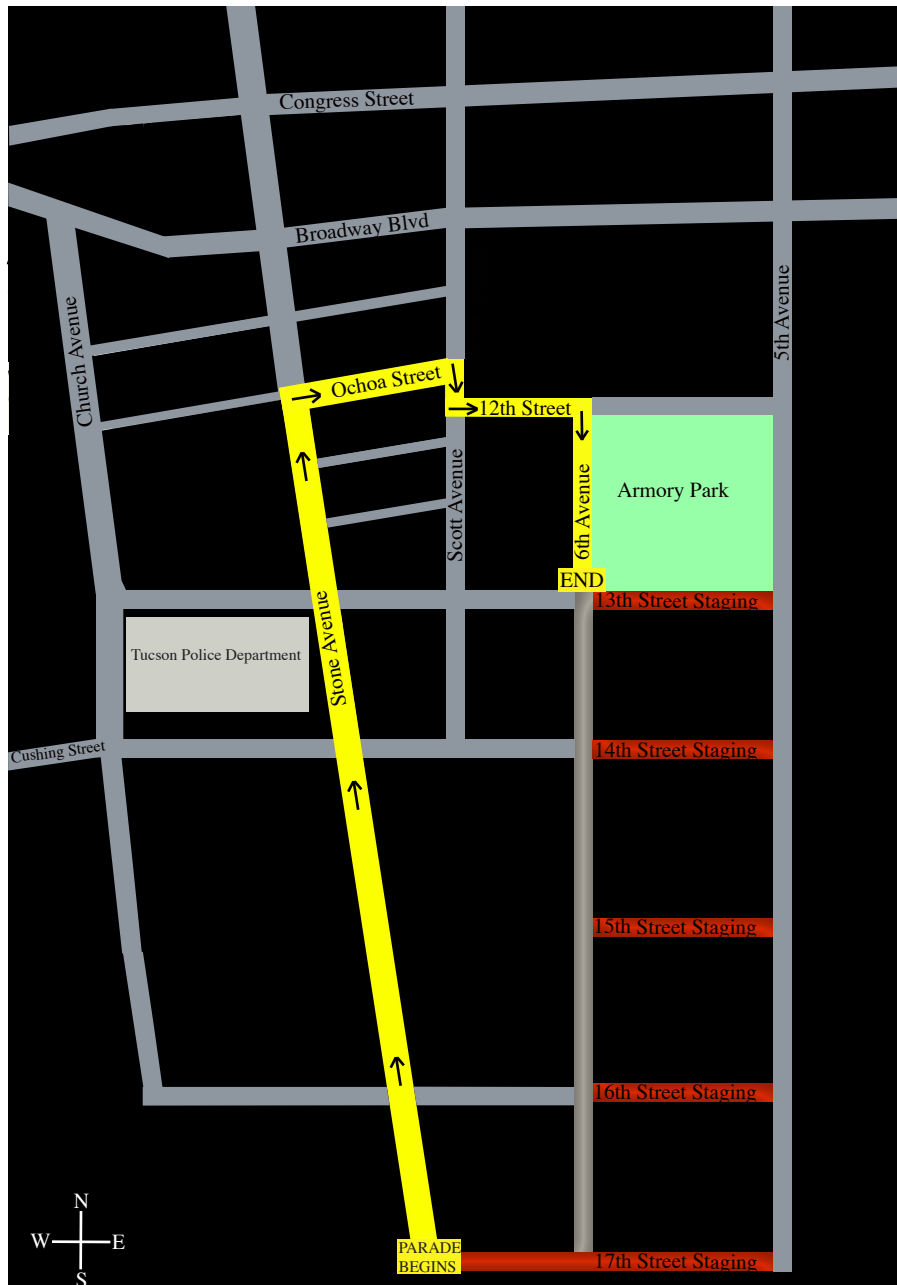 Congress Street
Broadway Blvd
5th Avenue
Church Avenue
Ochoa Street
12th Street
Armory Park
6th Avenue
Scott Avenue
END
13th Street Staging
Stone Avenue
Tucson Police Department
Cushing Street
14th Street Staging
15th Street Staging
16th Street Staging
N
W
E
S
PARADE
BEGINS
17th Street Staging